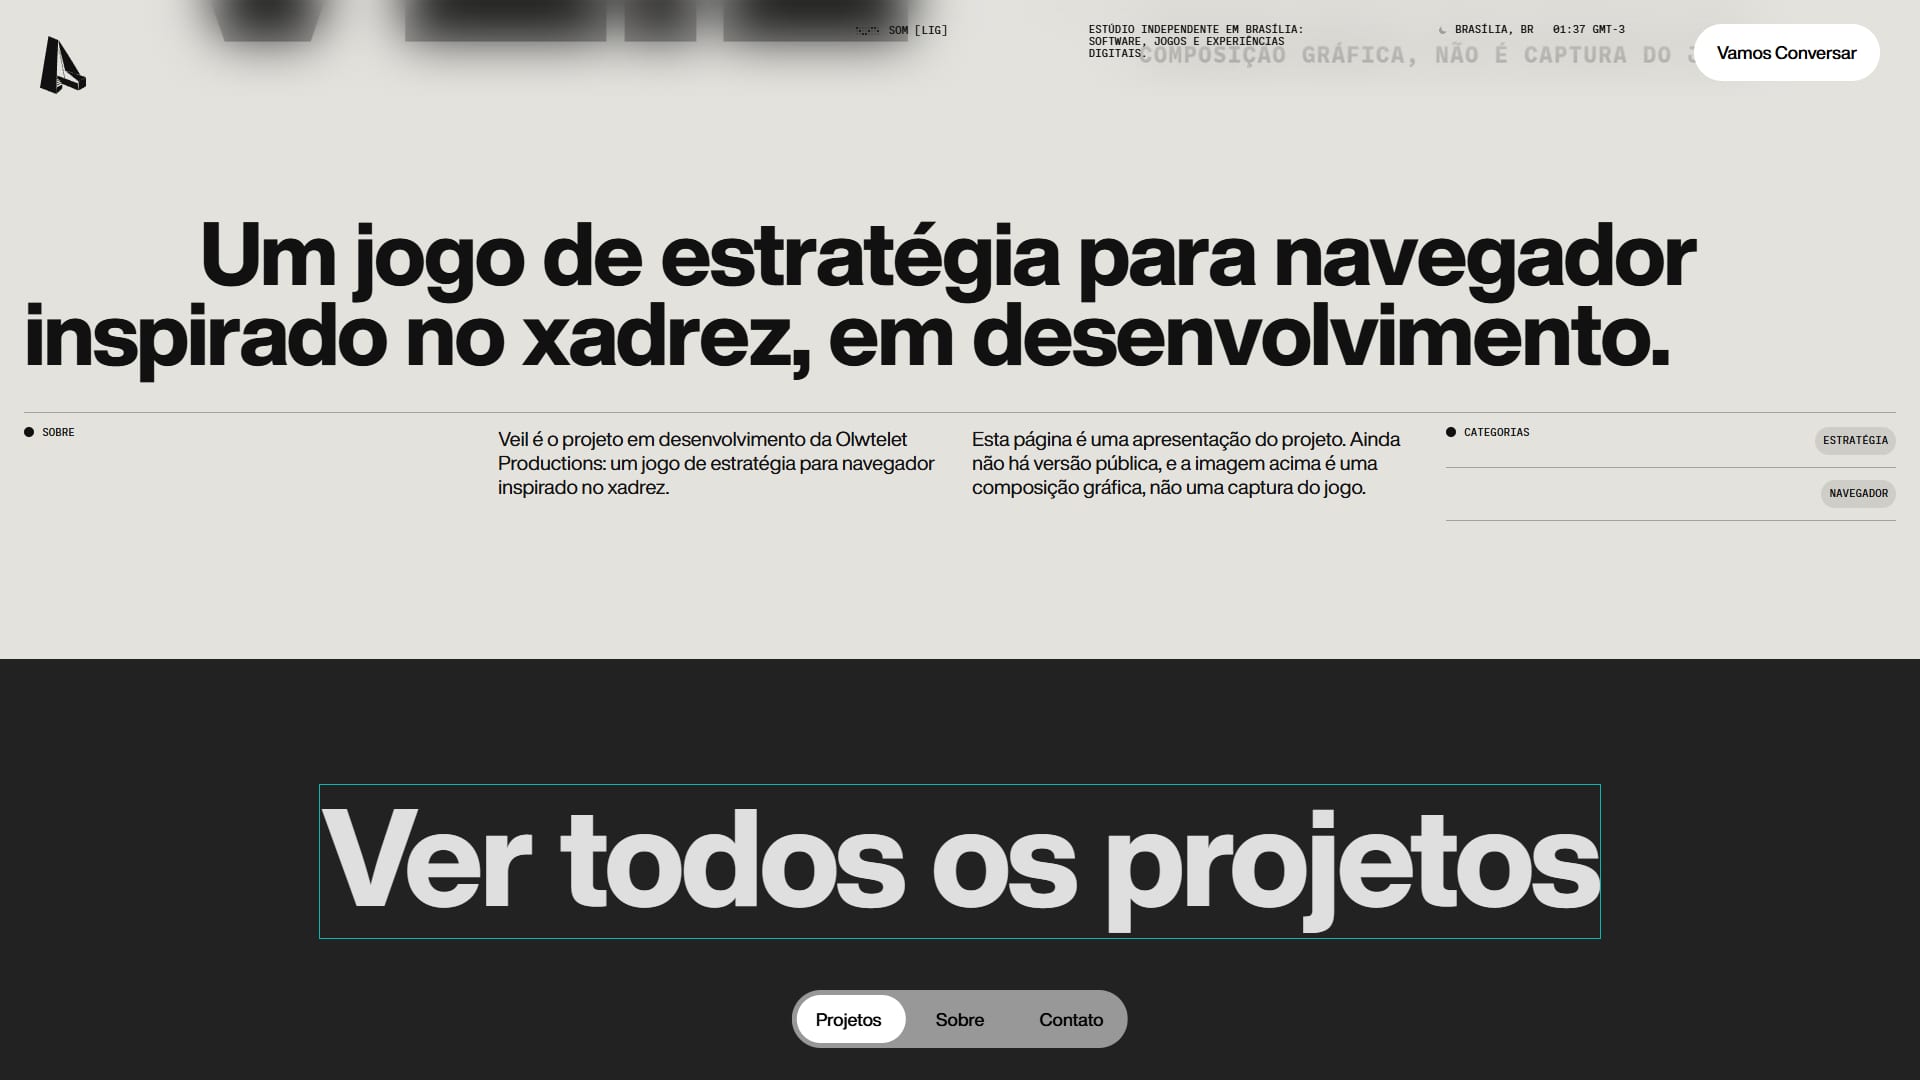 SOM [LIG]
ESTÚDIO INDEPENDENTE EM BRASÍLIA:
SOFTWARE, JOGOS E EXPERIÊNCIAS
DIGITAIS.
BRASÍLIA, BR 01:37 GMT-3
Vamos Conversar
COMPOSIÇÃO GRÁFICA, NÃO É CAPTURA DO
Um jogo de estratégia para navegador
inspirado no xadrez, em desenvolvimento.
SOBRE
Veil é o projeto em desenvolvimento da Olwtelet
Productions: um jogo de estratégia para navegador
inspirado no xadrez.
Esta página é uma apresentação do projeto. Ainda
não há versão pública, e a imagem acima é uma
composição gráfica, não uma captura do jogo.
CATEGORIAS
ESTRATÉGIA
NAVEGADOR
Ver todos os projetos
Projetos
Sobre
Contato